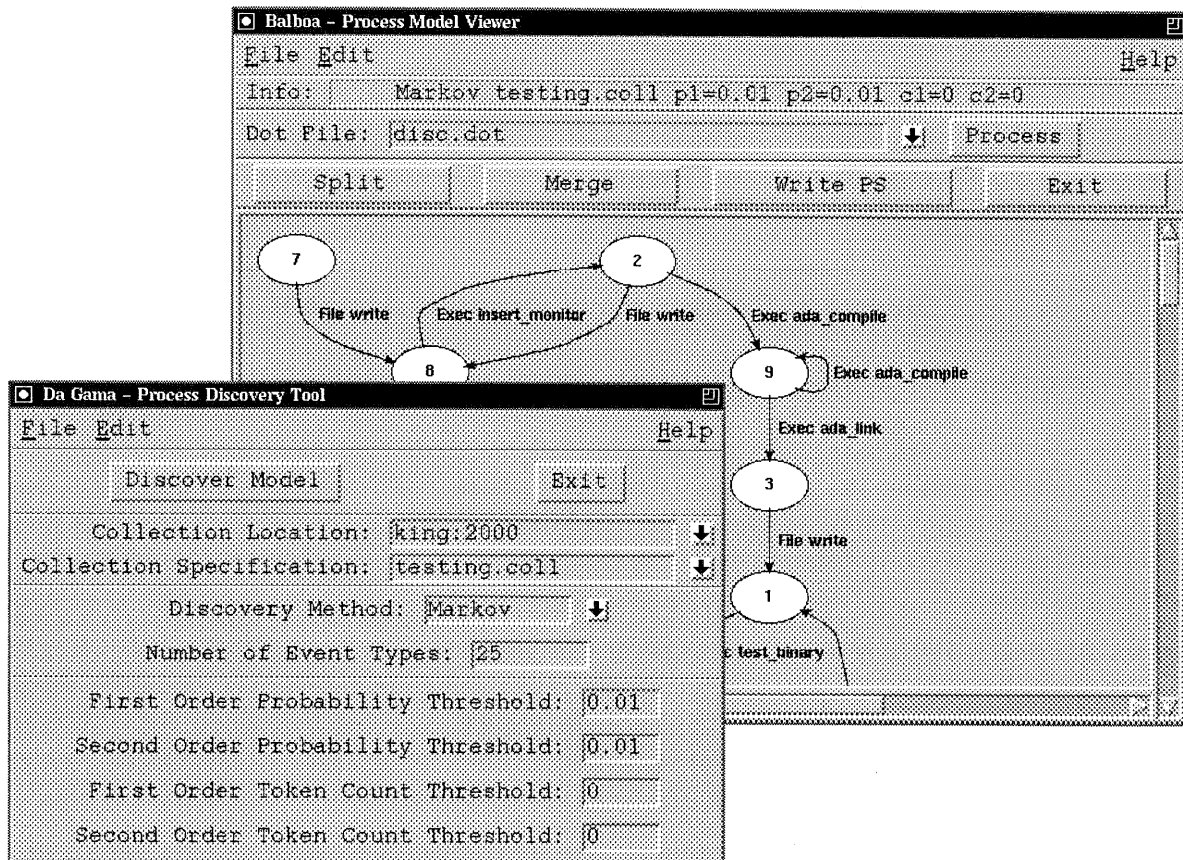 Balboa – Process Model Viewer
File Edit Help
Info: Markov testing.coll p1=0.01 p2=0.01 c1=0 c2=0
Dot File: disc.dot Process
Split Merge Write PS Exit
7 2
File write Exec insert_monitor File write Exec ada_compile
8 9 Exec ada_compile
Exec ada_link
3
File write
1
test_binary
Da Gama – Process Discovery Tool
File Edit Help
Discover Model Exit
Collection Location: king:2000
Collection Specification: testing.coll
Discovery Method: Markov
Number of Event Types: 25
First Order Probability Threshold: 0.01
Second Order Probability Threshold: 0.01
First Order Token Count Threshold: 0
Second Order Token Count Threshold: 0